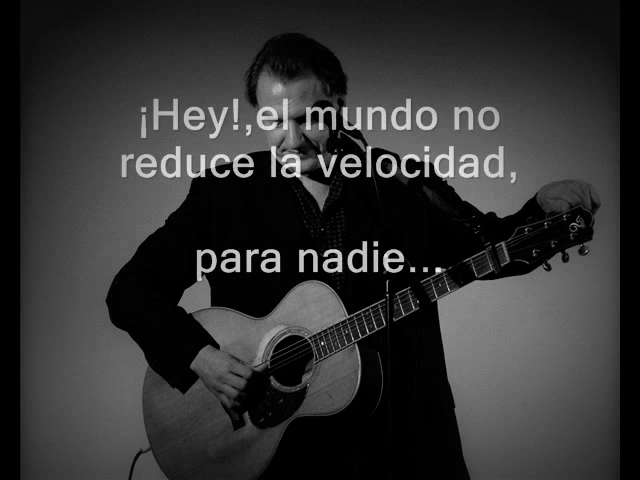 ¡Hey!,el mundo no
reduce la velocidad,
para nadie...